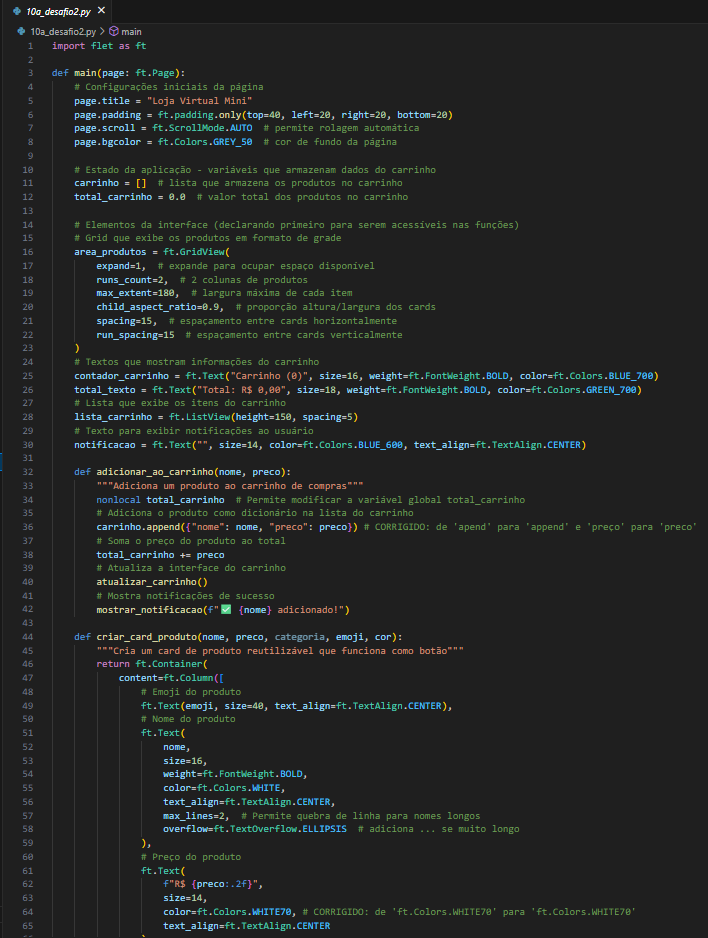 10a_desafio2.py ×
10a_desafio2.py > main
1 import flet as ft
2
3 def main(page: ft.Page):
4 # Configurações iniciais da página
5 page.title = "Loja Virtual Mini"
6 page.padding = ft.padding.only(top=40, left=20, right=20, bottom=20)
7 page.scroll = ft.ScrollMode.AUTO # permite rolagem automática
8 page.bgcolor = ft.Colors.GREY_50 # cor de fundo da página
9
10 # Estado da aplicação - variáveis que armazenam dados do carrinho
11 carrinho = [] # lista que armazena os produtos no carrinho
12 total_carrinho = 0.0 # valor total dos produtos no carrinho
13
14 # Elementos da interface (declarando primeiro para serem acessíveis nas funções)
15 # Grid que exibe os produtos em formato de grade
16 area_produtos = ft.GridView(
17 expand=1, # expande para ocupar espaço disponível
18 runs_count=2, # 2 colunas de produtos
19 max_extent=180, # largura máxima de cada item
20 child_aspect_ratio=0.9, # proporção altura/largura dos cards
21 spacing=15, # espaçamento entre cards horizontalmente
22 run_spacing=15 # espaçamento entre cards verticalmente
23 )
24 # Textos que mostram informações do carrinho
25 contador_carrinho = ft.Text("Carrinho (0)", size=16, weight=ft.FontWeight.BOLD, color=ft.Colors.BLUE_700)
26 total_texto = ft.Text("Total: R$ 0,00", size=18, weight=ft.FontWeight.BOLD, color=ft.Colors.GREEN_700)
27 # Lista que exibe os itens do carrinho
28 lista_carrinho = ft.ListView(height=150, spacing=5)
29 # Texto para exibir notificações ao usuário
30 notificacao = ft.Text("", size=14, color=ft.Colors.BLUE_600, text_align=ft.TextAlign.CENTER)
31
32 def adicionar_ao_carrinho(nome, preco):
33 """Adiciona um produto ao carrinho de compras"""
34 nonlocal total_carrinho # Permite modificar a variável global total_carrinho
35 # Adiciona o produto como dicionário na lista do carrinho
36 carrinho.append({"nome": nome, "preco": preco}) # CORRIGIDO: de 'apend' para 'append' e 'preço' para 'preco'
37 # Soma o preço do produto ao total
38 total_carrinho += preco
39 # Atualiza a interface do carrinho
40 atualizar_carrinho()
41 # Mostra notificações de sucesso
42 mostrar_notificacao(f"✅ {nome} adicionado!")
43
44 def criar_card_produto(nome, preco, categoria, emoji, cor):
45 """Cria um card de produto reutilizável que funciona como botão"""
46 return ft.Container(
47 content=ft.Column([
48 # Emoji do produto
49 ft.Text(emoji, size=40, text_align=ft.TextAlign.CENTER),
50 # Nome do produto
51 ft.Text(
52 nome,
53 size=16,
54 weight=ft.FontWeight.BOLD,
55 color=ft.Colors.WHITE,
56 text_align=ft.TextAlign.CENTER,
57 max_lines=2, # Permite quebra de linha para nomes longos
58 overflow=ft.TextOverflow.ELLIPSIS # adiciona ... se muito longo
59 ),
60 # Preço do produto
61 ft.Text(
62 f"R$ {preco:.2f}",
63 size=14,
64 color=ft.Colors.WHITE70, # CORRIGIDO: de 'ft.Colors.WHITE70' para 'ft.Colors.WHITE70'
65 text_align=ft.TextAlign.CENTER